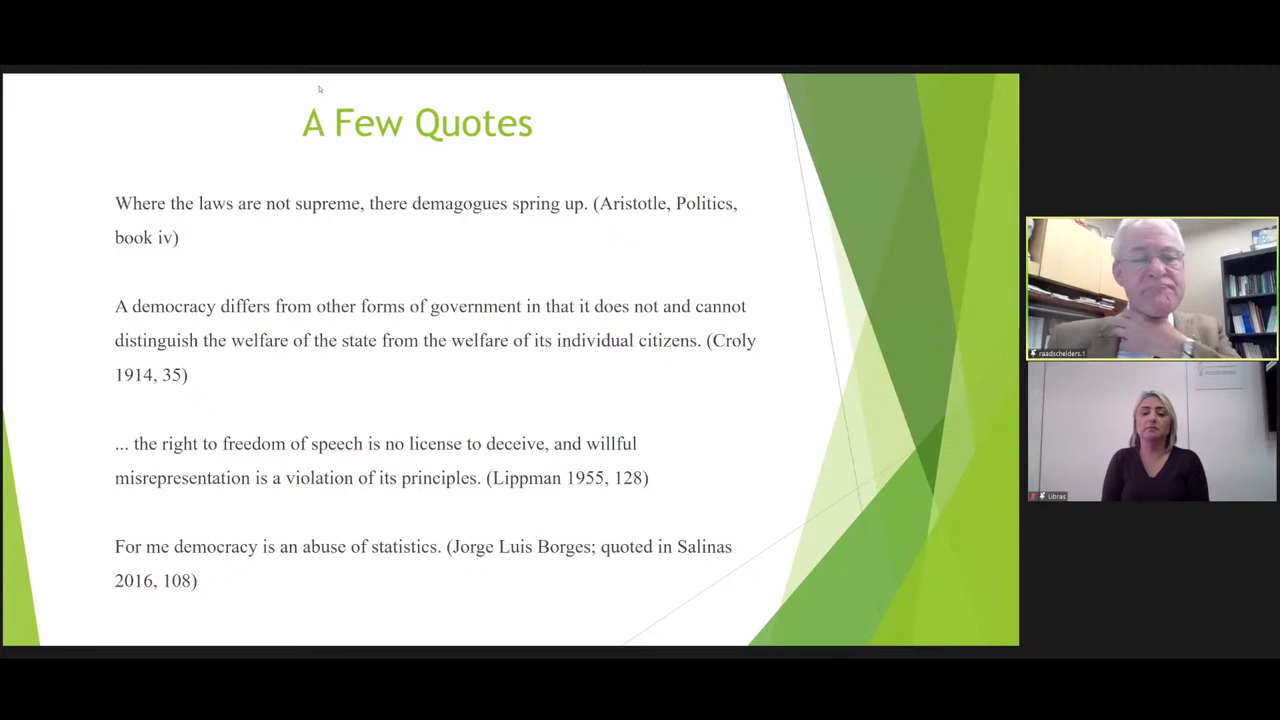 A Few Quotes
Where the laws are not supreme, there demagogues spring up. (Aristotle, Politics,
book iv)
A democracy differs from other forms of government in that it does not and cannot
distinguish the welfare of the state from the welfare of its individual citizens. (Croly
1914, 35)
... the right to freedom of speech is no license to deceive, and willful
misrepresentation is a violation of its principles. (Lippman 1955, 128)
For me democracy is an abuse of statistics. (Jorge Luis Borges; quoted in Salinas
2016, 108)
raadschelders.1
Libras